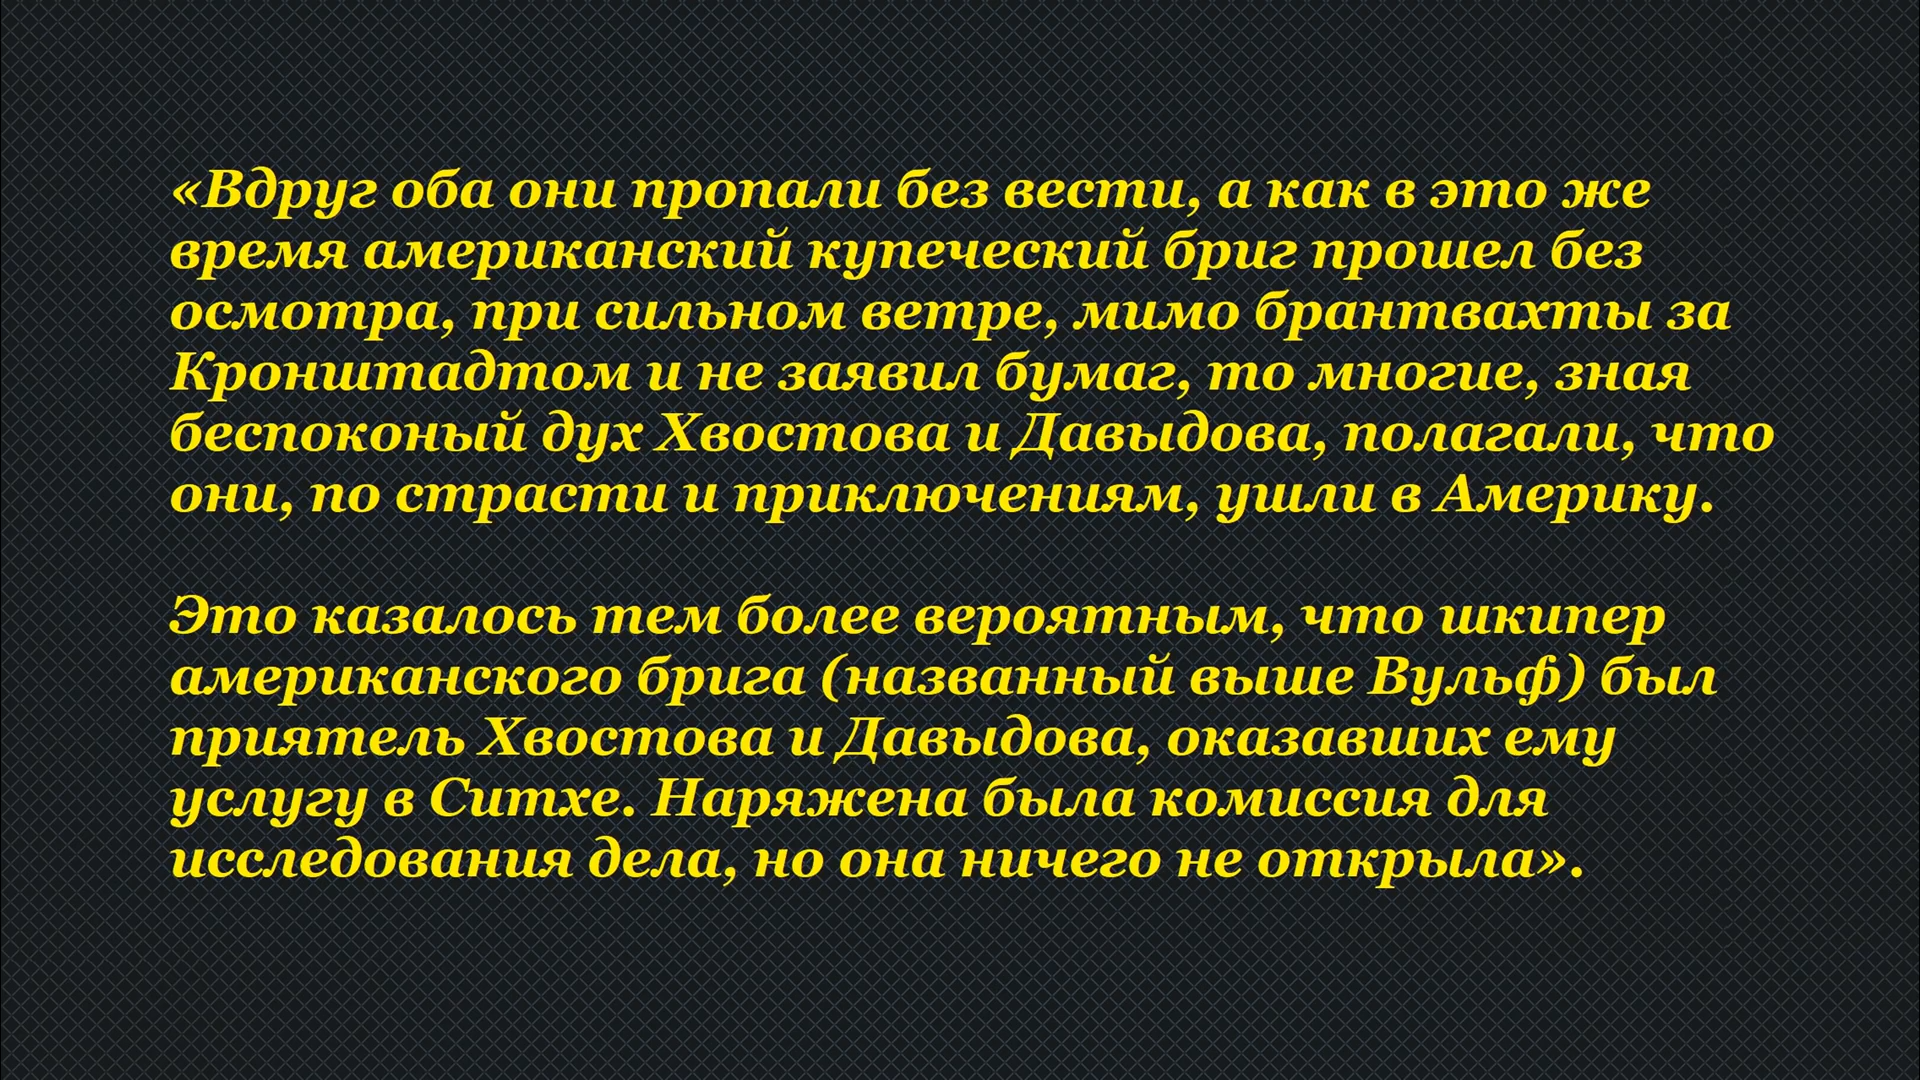 «Вдруг оба они пропали без вести, а как в это же
время американский купеческий бриг прошел без
осмотра, при сильном ветре, мимо брантвахты за
Кронштадтом и не заявил бумаг, то многие, зная
беспоконый дух Хвостова и Давыдова, полагали, что
они, по страсти и приключениям, ушли в Америку.
Это казалось тем более вероятным, что шкипер
американского брига (названный выше Вульф) был
приятель Хвостова и Давыдова, оказавших ему
услугу в Ситхе. Наряжена была комиссия для
исследования дела, но она ничего не открыла».